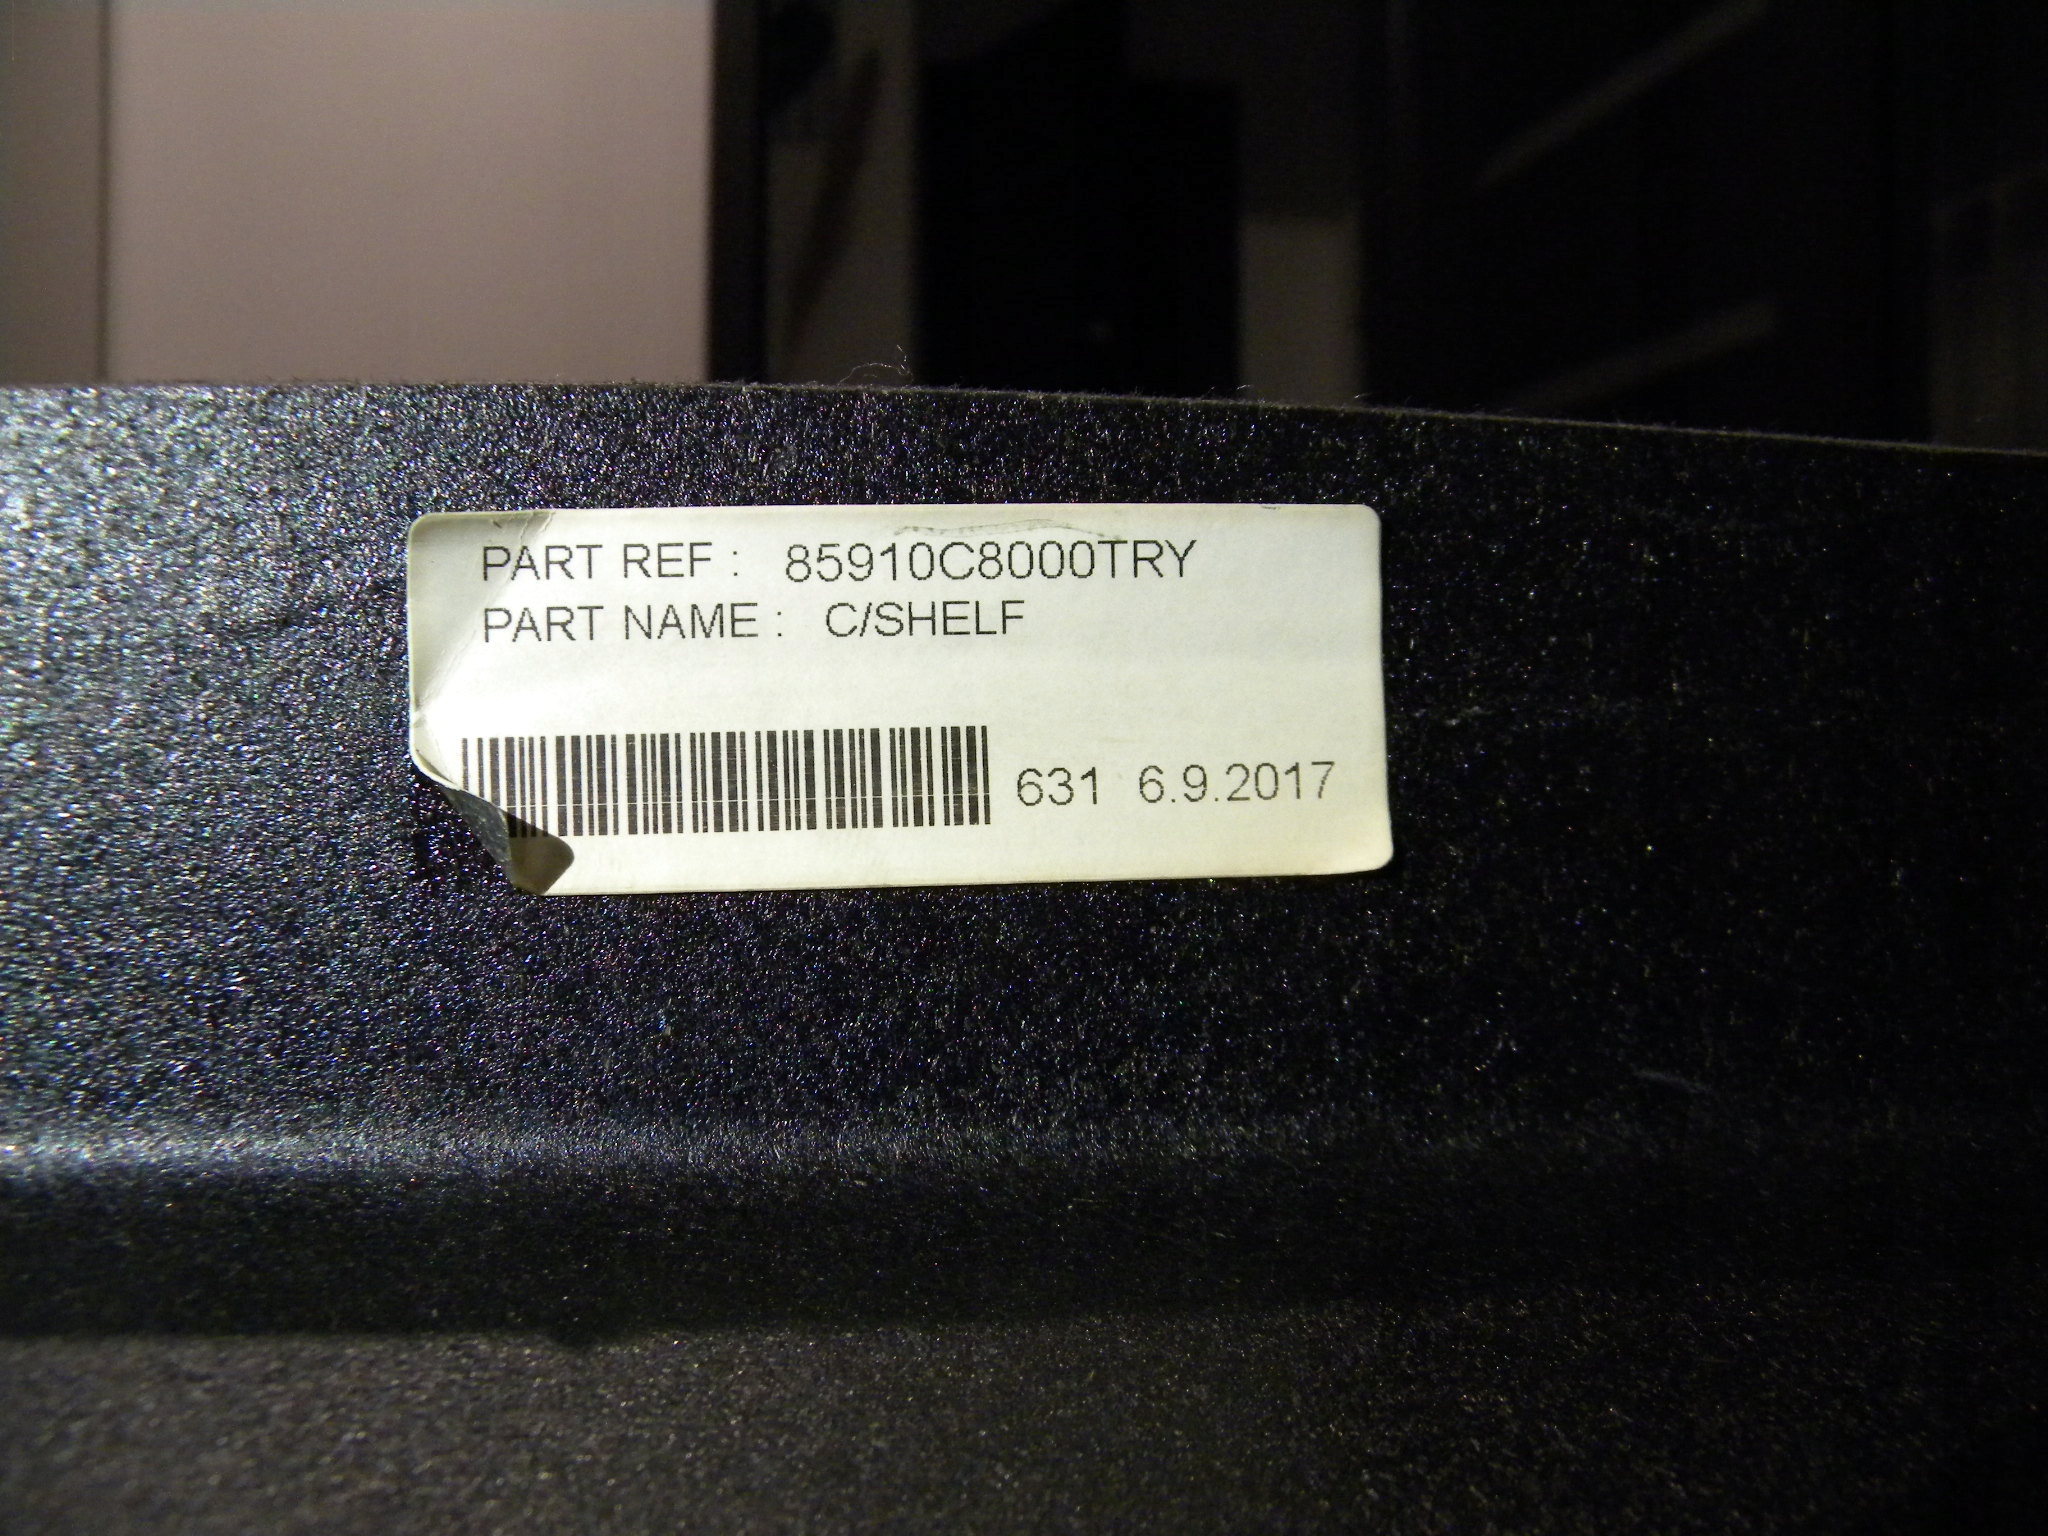 PART REF : 85910C8000TRY
PART NAME : C/SHELF
631 6.9.2017